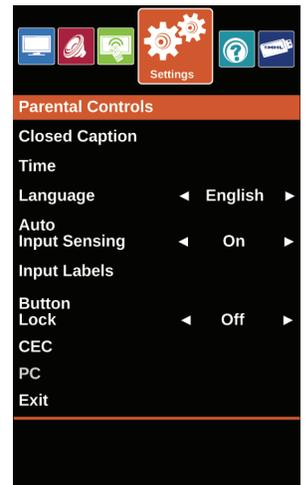 Settings
Parental Controls
Closed Caption
Time
Language ◄ English ►
Auto
Input Sensing ◄ On ►
Input Labels
Button
Lock ◄ Off ►
CEC
PC
Exit